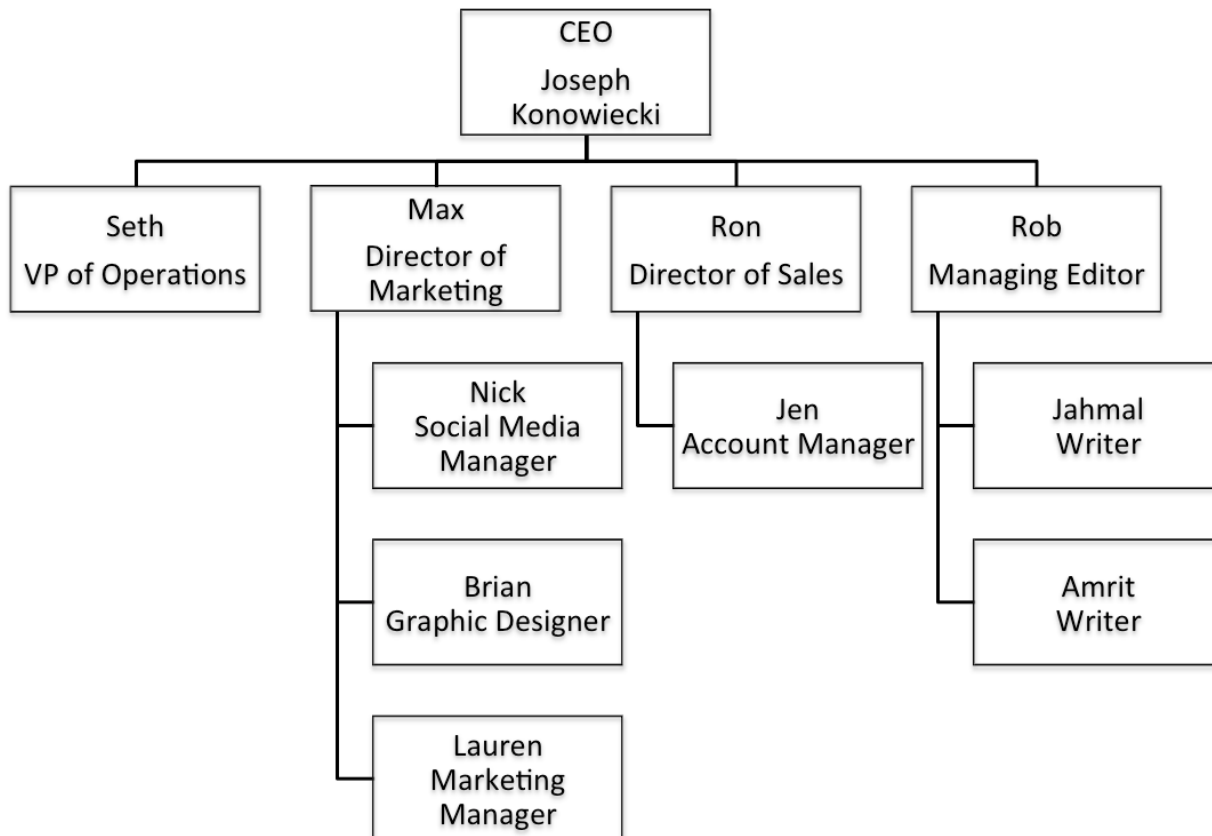 CEO
Joseph
Konowiecki
Seth
VP of Operations
Max
Director of
Marketing
Ron
Director of Sales
Rob
Managing Editor
Nick
Social Media
Manager
Brian
Graphic Designer
Lauren
Marketing
Manager
Jen
Account Manager
Jahmal
Writer
Amrit
Writer